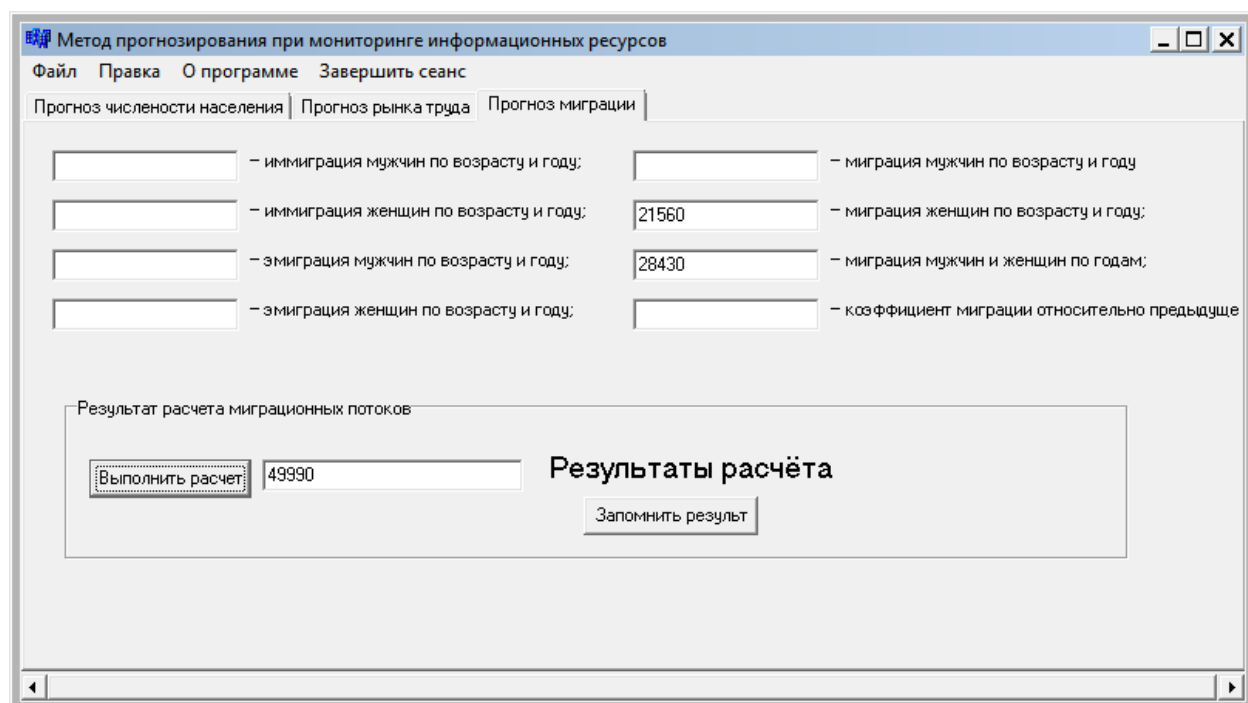 Метод прогнозирования при мониторинге информационных ресурсов
Файл Правка О программе Завершить сеанс
Прогноз числености населения Прогноз рынка труда Прогноз миграции
– иммиграция мужчин по возрасту и году; – миграция мужчин по возрасту и году
– иммиграция женщин по возрасту и году; 21560 – миграция женщин по возрасту и году;
– эмиграция мужчин по возрасту и году; 28430 – миграция мужчин и женщин по годам;
– эмиграция женщин по возрасту и году; – коэффициент миграции относительно предыдуще
Результат расчета миграционных потоков
Выполнить расчет 49990 Результаты расчёта
Запомнить результ